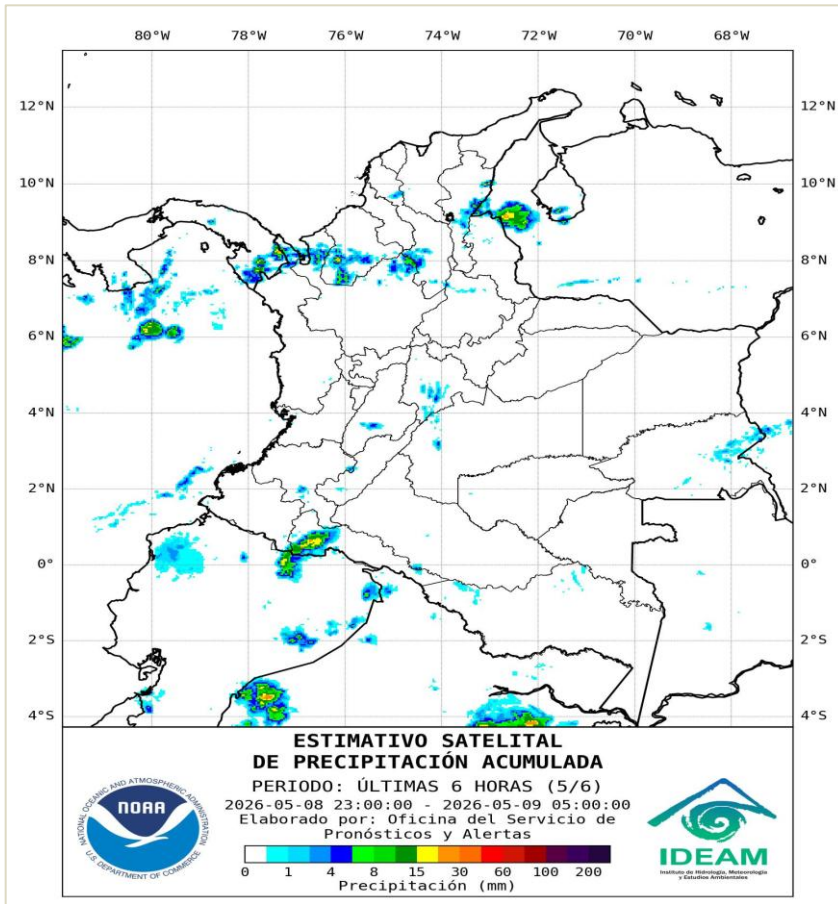 80°W 78°W 76°W 74°W 72°W 70°W 68°W
12°N 12°N
10°N 10°N
8°N 8°N
6°N 6°N
4°N 4°N
2°N 2°N
0° 0°
2°S 2°S
4°S 4°S
ESTIMATIVO SATELITAL
DE PRECIPITACIÓN ACUMULADA
PERIODO: ÚLTIMAS 6 HORAS (5/6)
2026-05-08 23:00:00 - 2026-05-09 05:00:00
Elaborado por: Oficina del Servicio de
Pronósticos y Alertas
0 1 4 8 15 30 60 100 200
Precipitación (mm)
NATIONAL OCEANIC AND ATMOSPHERIC ADMINISTRATION
NOAA
U.S. DEPARTMENT OF COMMERCE
IDEAM
Instituto de Hidrología, Meteorología
y Estudios Ambientales